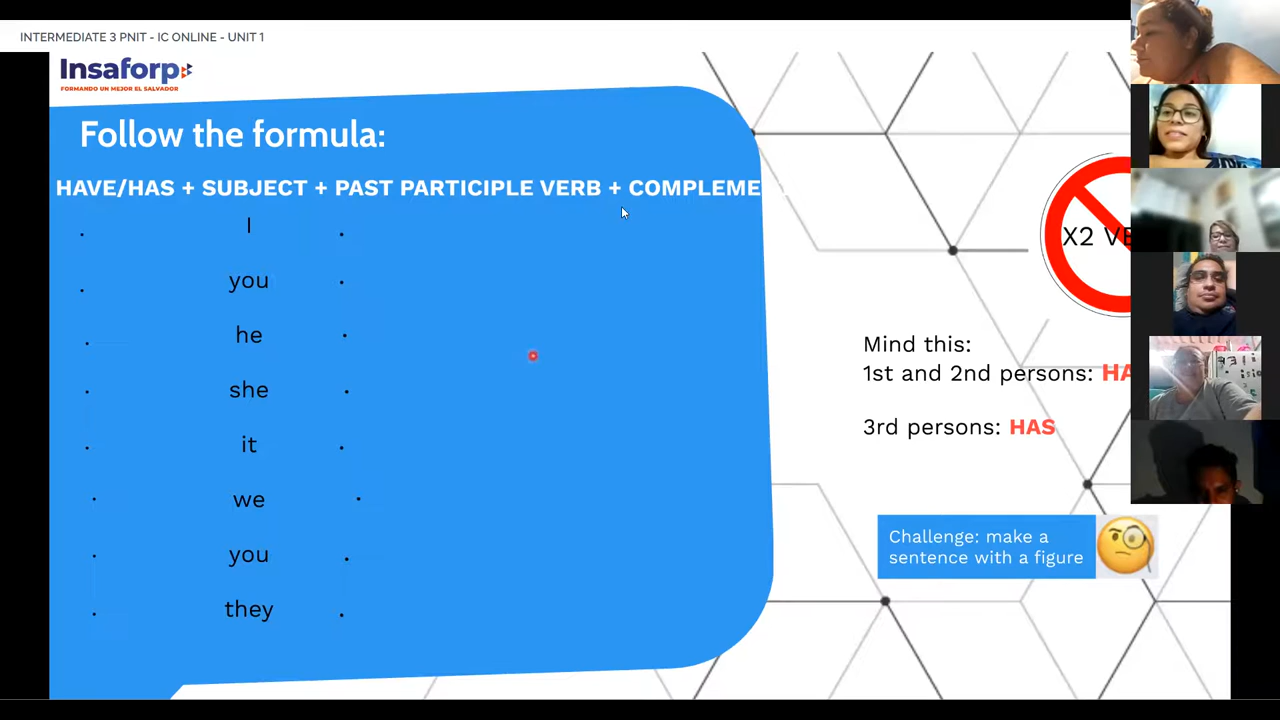 INTERMEDIATE 3 PNIT - IC ONLINE - UNIT 1
Insaforp
FORMANDO UN MEJOR EL SALVADOR
Follow the formula:
HAVE/HAS + SUBJECT + PAST PARTICIPLE VERB + COMPLEME
I
you
he
she
it
we
you
they
X2 VE
Mind this:
1st and 2nd persons: HA
3rd persons: HAS
Challenge: make a
sentence with a figure